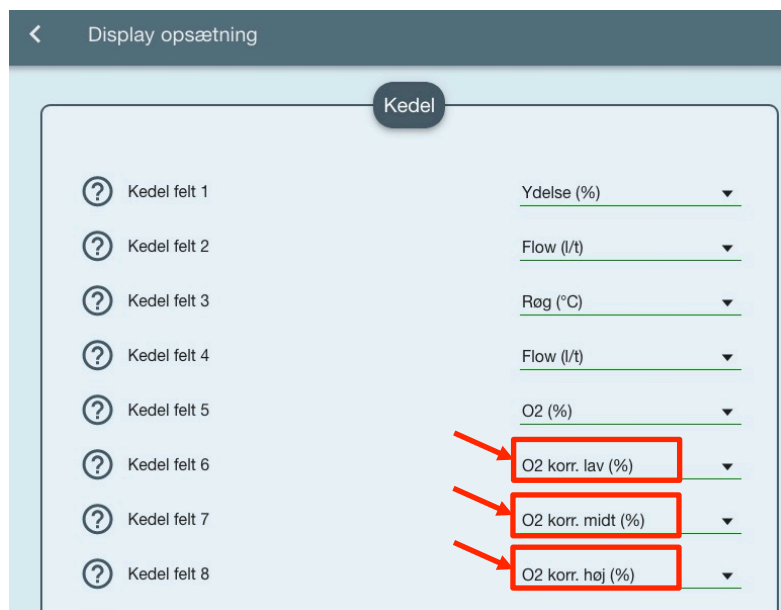 Display opsætning
Kedel
Kedel felt 1 Ydelse (%)
Kedel felt 2 Flow (l/t)
Kedel felt 3 Røg (°C)
Kedel felt 4 Flow (l/t)
Kedel felt 5 O2 (%)
Kedel felt 6 O2 korr. lav (%)
Kedel felt 7 O2 korr. midt (%)
Kedel felt 8 O2 korr. høj (%)